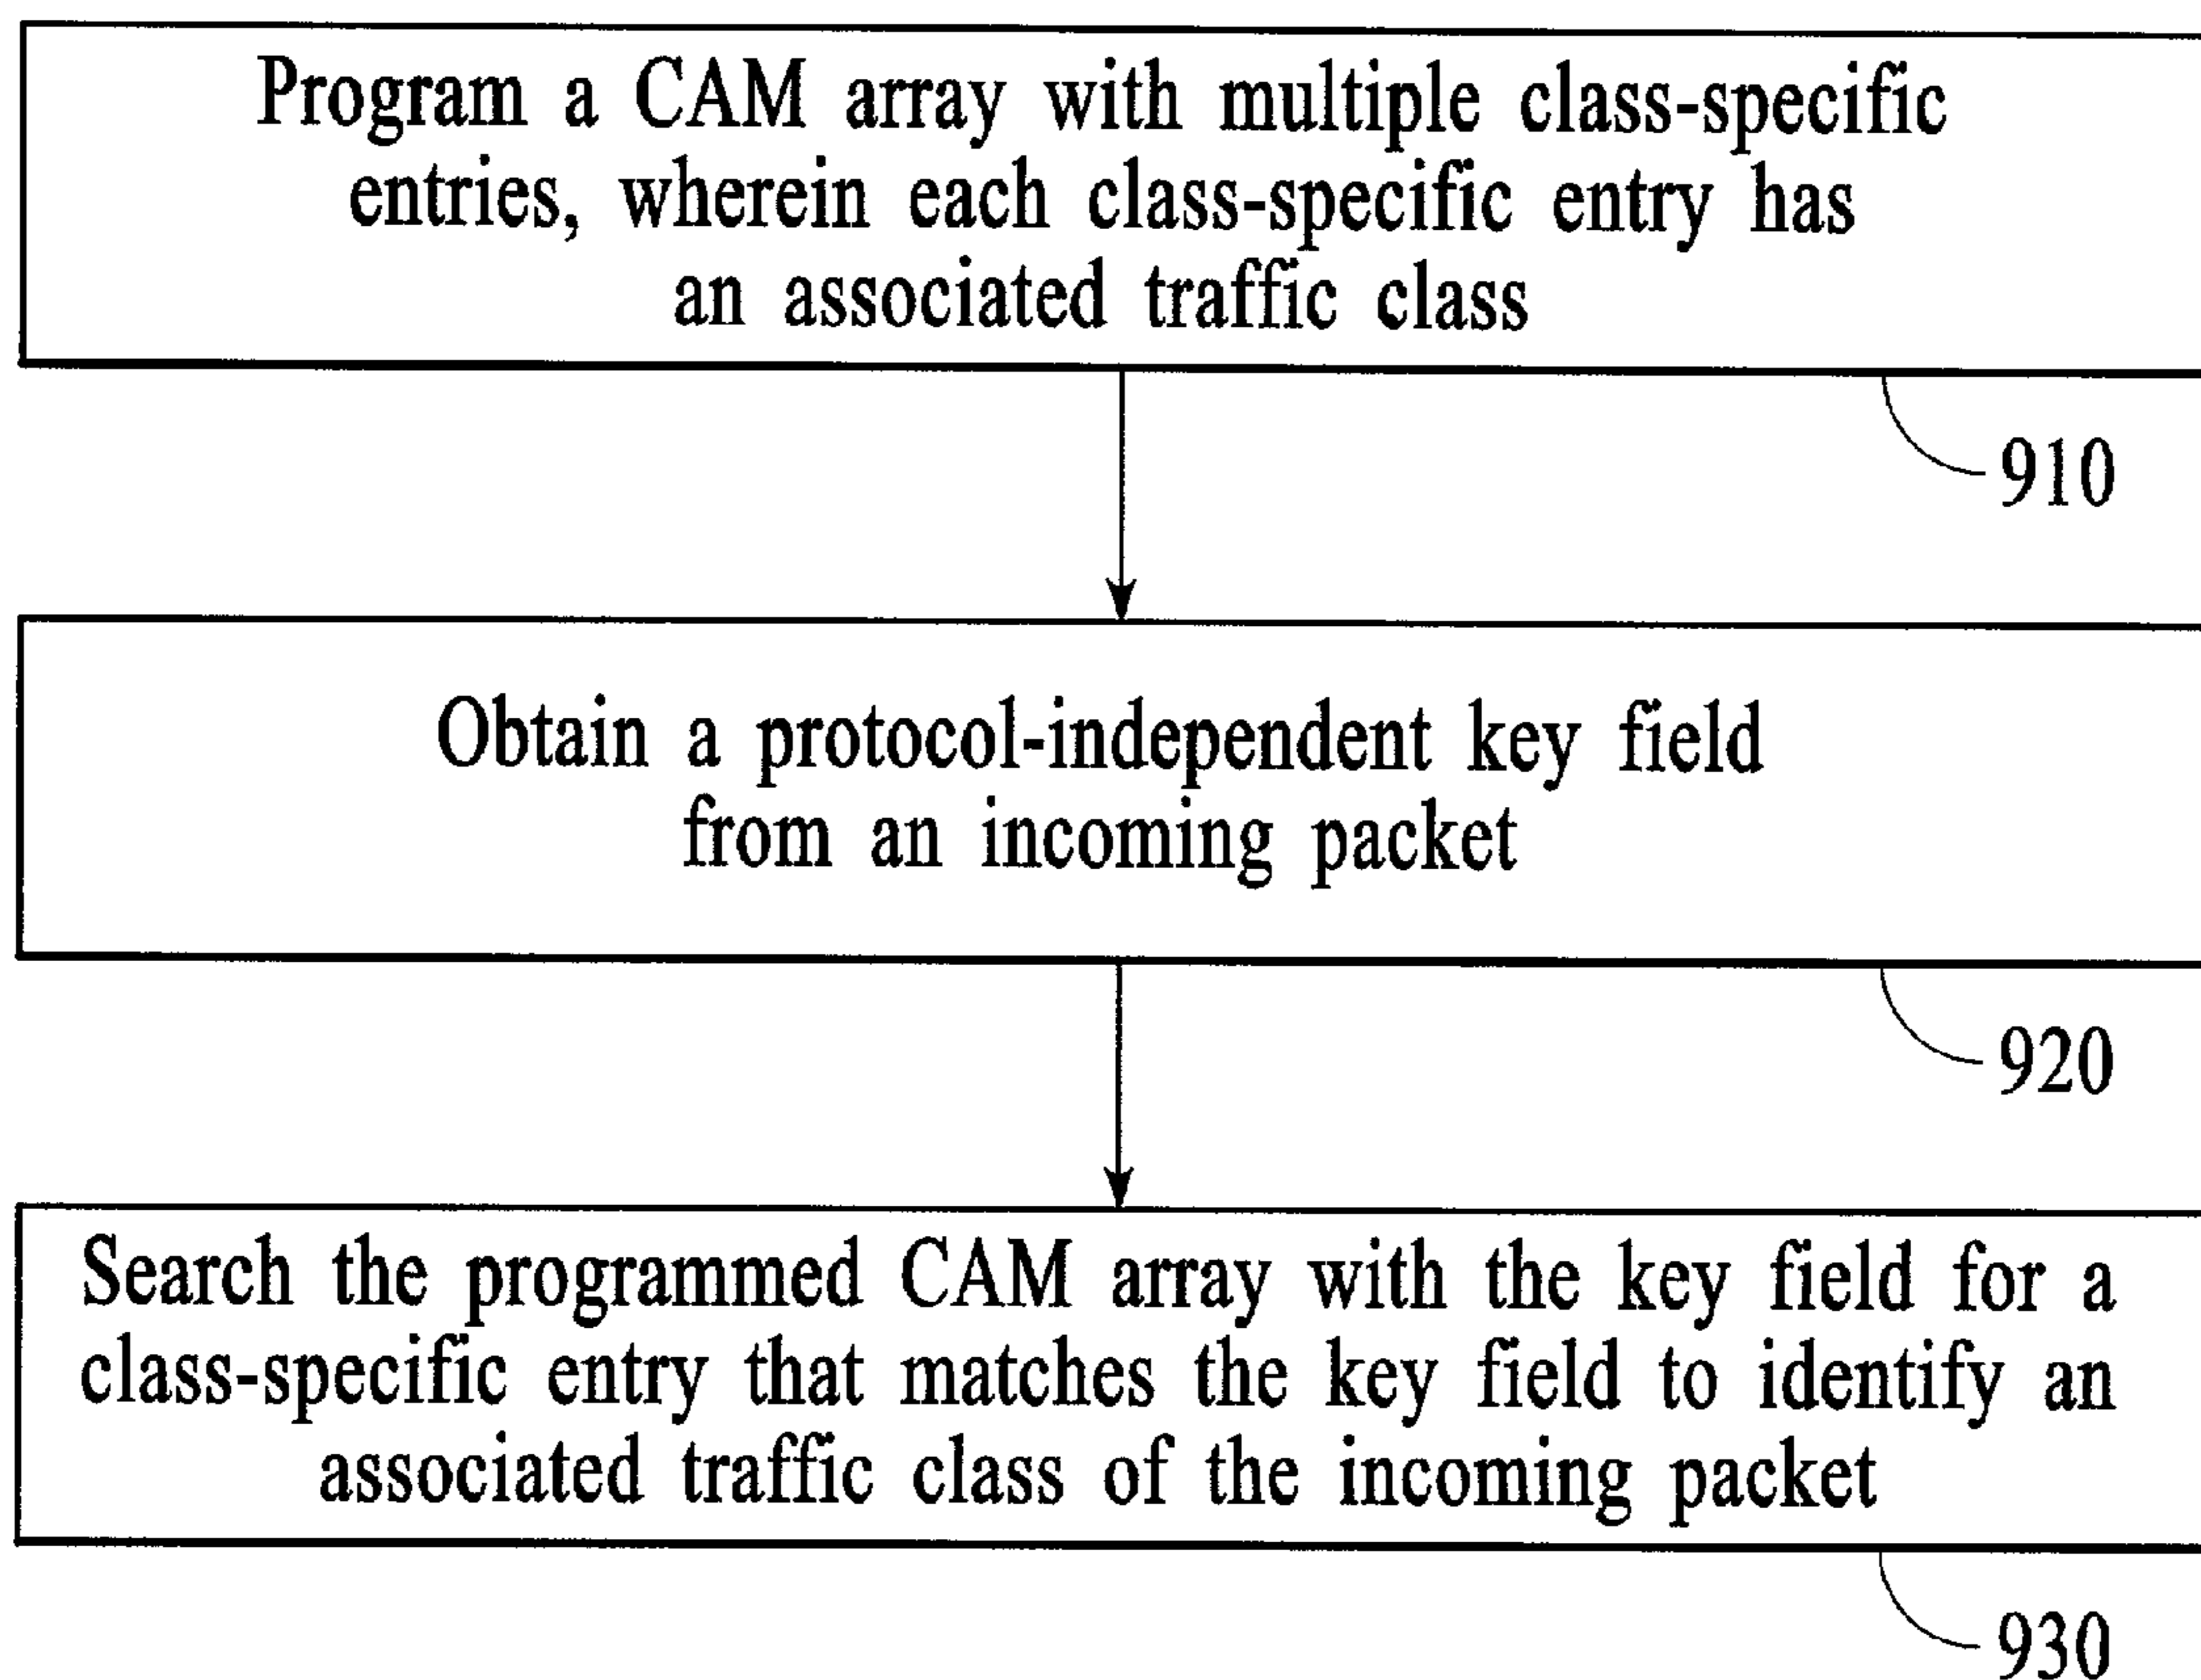 Program a CAM array with multiple class-specific
entries, wherein each class-specific entry has
an associated traffic class
910
Obtain a protocol-independent key field
from an incoming packet
920
Search the programmed CAM array with the key field for a
class-specific entry that matches the key field to identify an
associated traffic class of the incoming packet
930